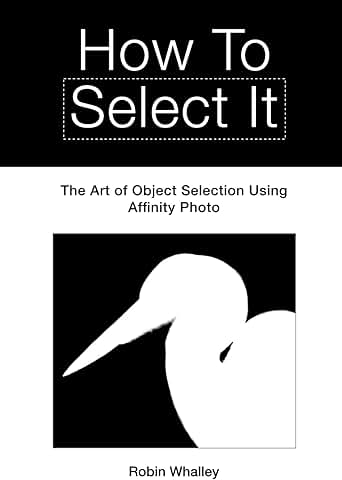 How To
Select It
The Art of Object Selection Using
Affinity Photo
Robin Whalley